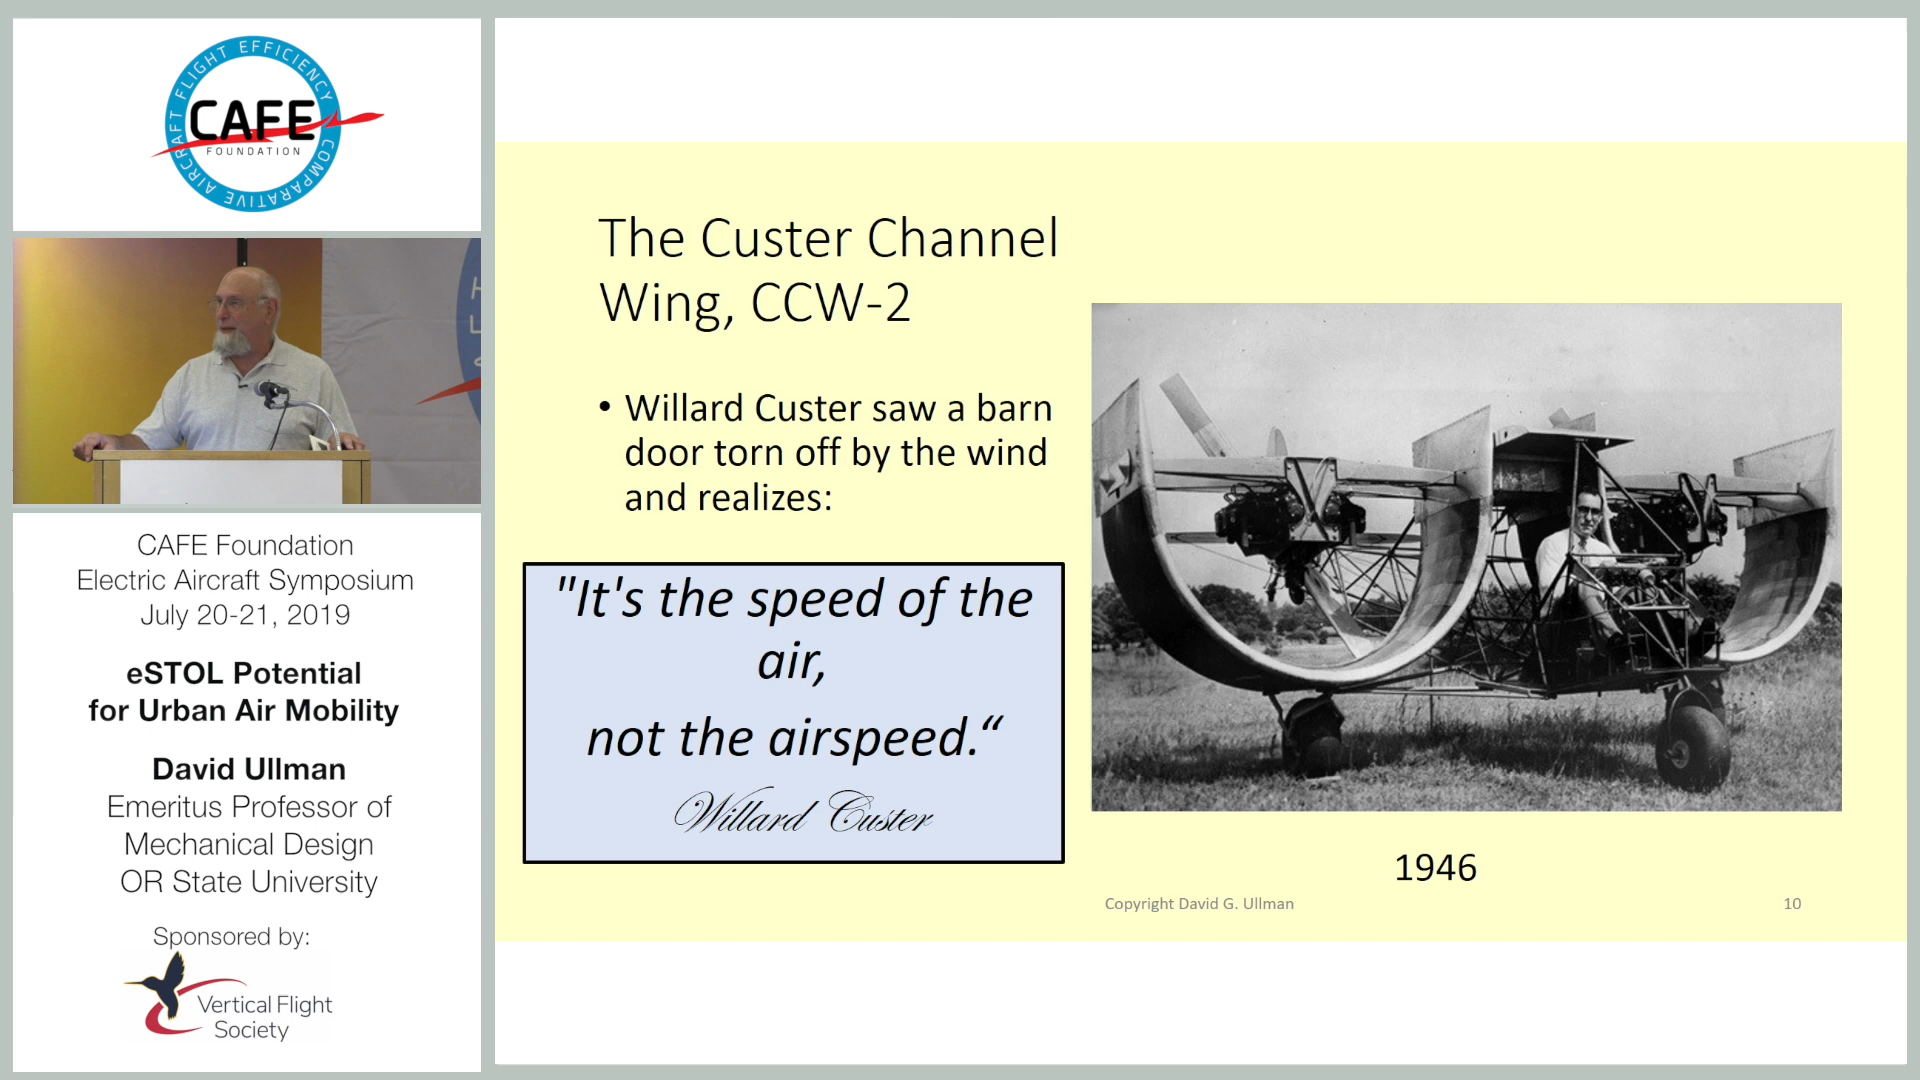 COMPARATIVE AIRCRAFT FLIGHT EFFICIENCY
CAFE
FOUNDATION
CAFE Foundation
Electric Aircraft Symposium
July 20-21, 2019
eSTOL Potential
for Urban Air Mobility
David Ullman
Emeritus Professor of
Mechanical Design
OR State University
Sponsored by:
Vertical Flight
Society
The Custer Channel
Wing, CCW-2
• Willard Custer saw a barn
door torn off by the wind
and realizes:
"It's the speed of the
air,
not the airspeed.“
Willard Custer
1946
Copyright David G. Ullman
10